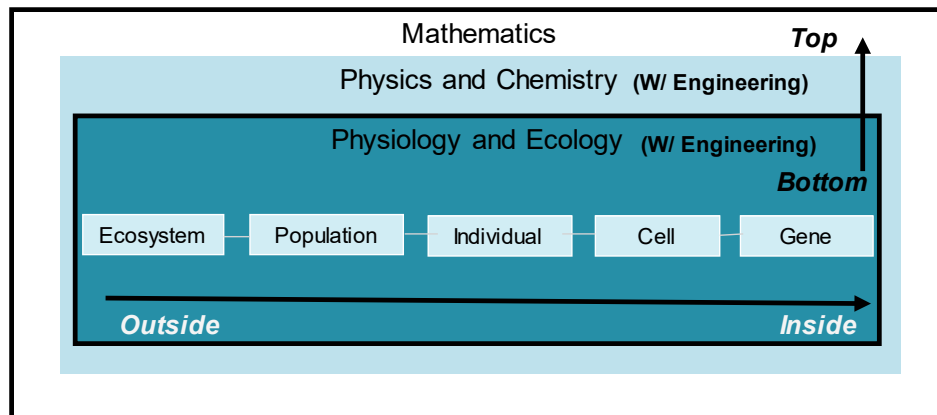 Mathematics
Top
Physics and Chemistry (W/ Engineering)
Physiology and Ecology (W/ Engineering)
Bottom
Ecosystem Population Individual Cell Gene
Outside Inside